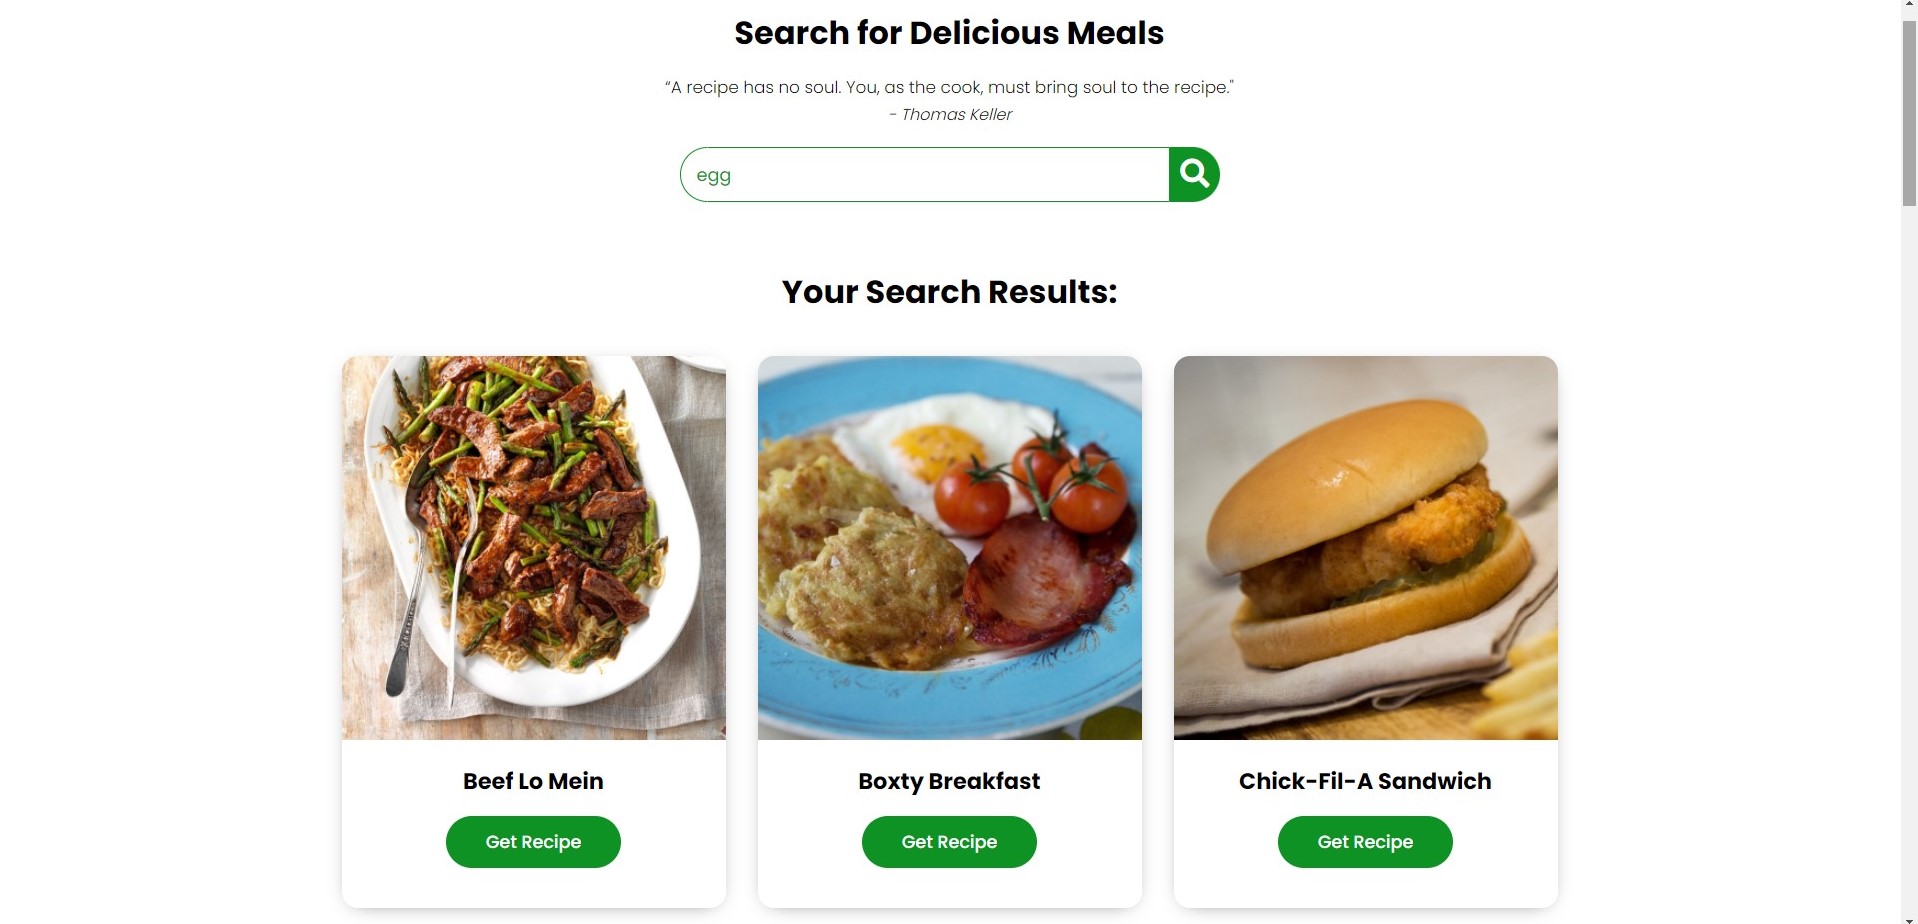 Search for Delicious Meals
“A recipe has no soul. You, as the cook, must bring soul to the recipe."
- Thomas Keller
egg
Your Search Results:
Beef Lo Mein
Boxty Breakfast
Chick-Fil-A Sandwich
Get Recipe
Get Recipe
Get Recipe